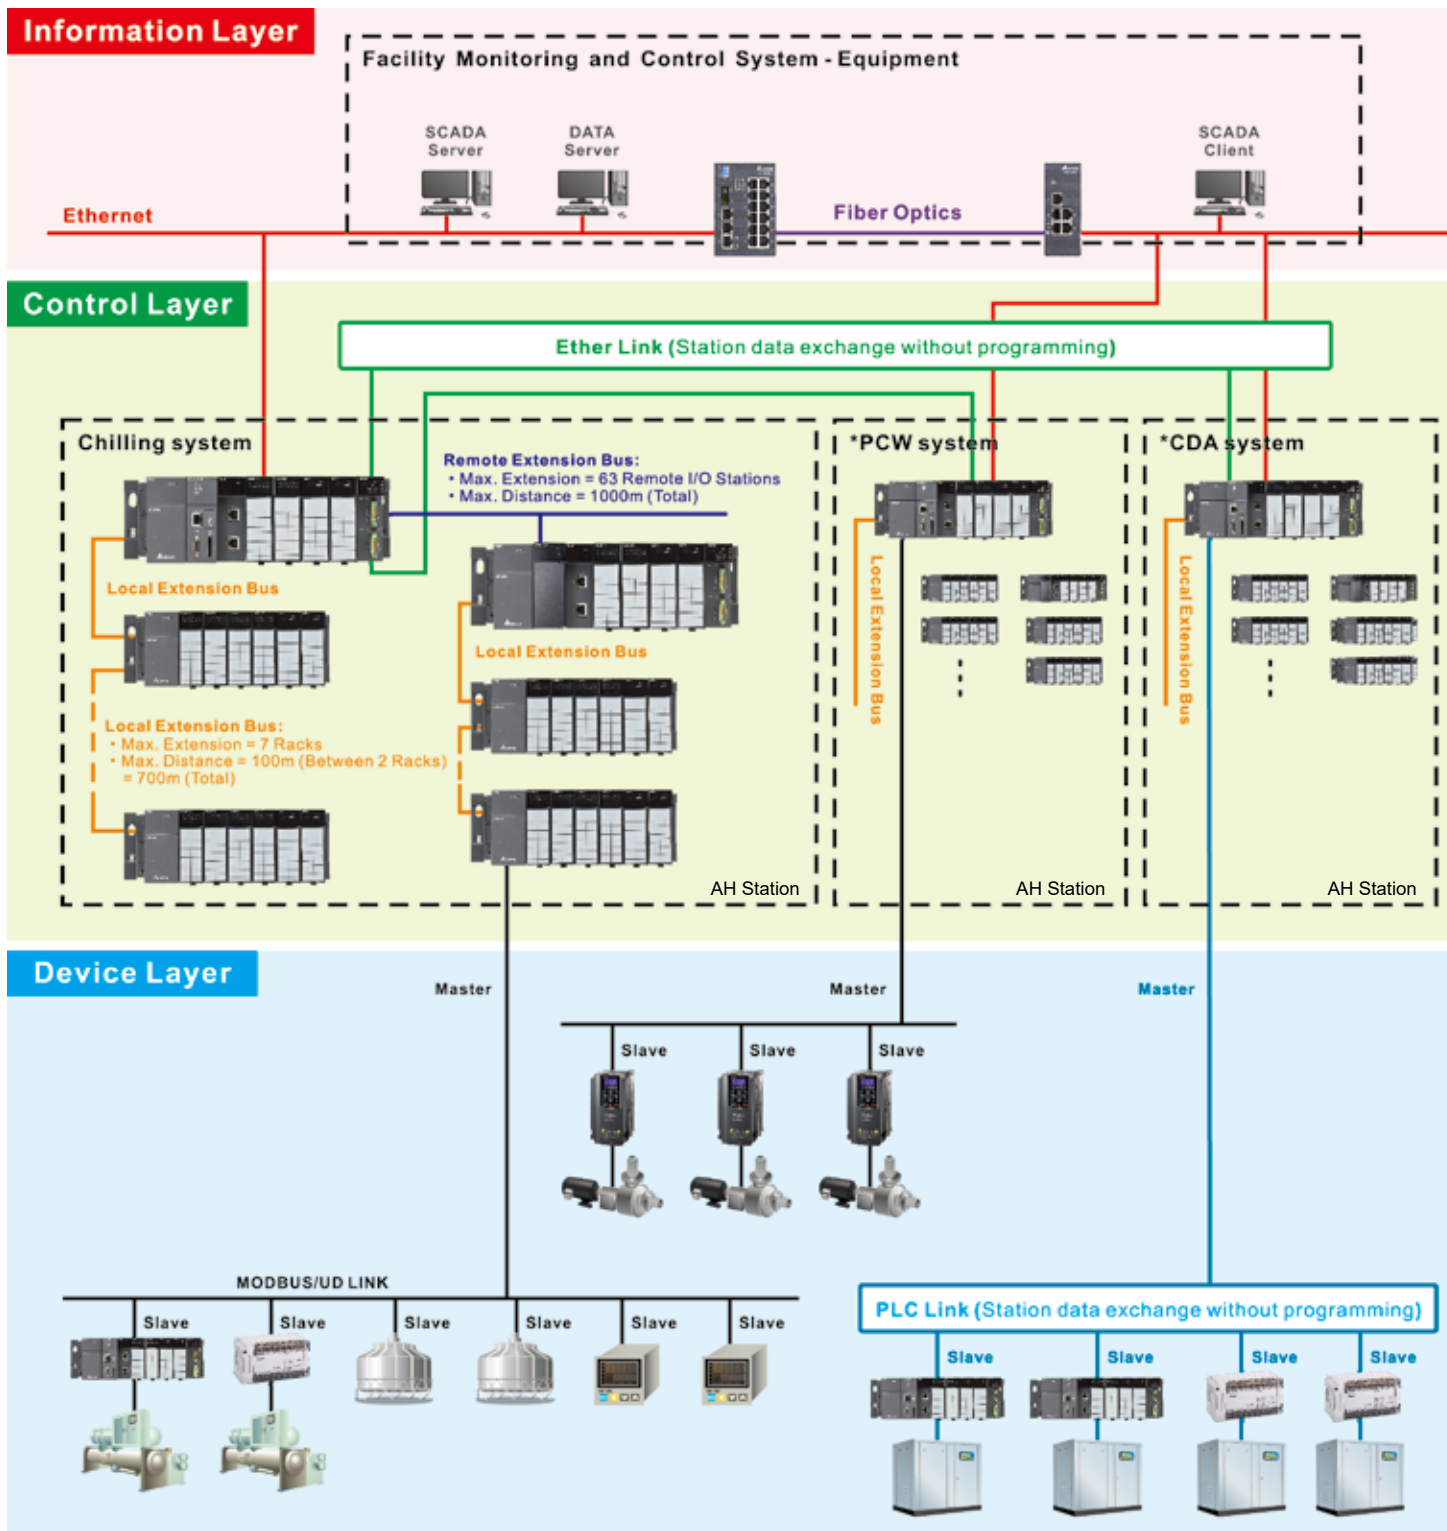 Information Layer
Facility Monitoring and Control System - Equipment
SCADA
Server
DATA
Server
SCADA
Client
Ethernet
Fiber Optics
Control Layer
Ether Link (Station data exchange without programming)
Chilling system
Remote Extension Bus:
• Max. Extension = 63 Remote I/O Stations
• Max. Distance = 1000m (Total)
*PCW system
*CDA system
Local Extension Bus
Local Extension Bus
Local Extension Bus
Local Extension Bus
Local Extension Bus:
• Max. Extension = 7 Racks
• Max. Distance = 100m (Between 2 Racks)
= 700m (Total)
AH Station
AH Station
AH Station
Device Layer
Master
Master
Master
Slave
Slave
Slave
MODBUS/UD LINK
Slave
Slave
Slave
Slave
Slave
Slave
PLC Link (Station data exchange without programming)
Slave
Slave
Slave
Slave